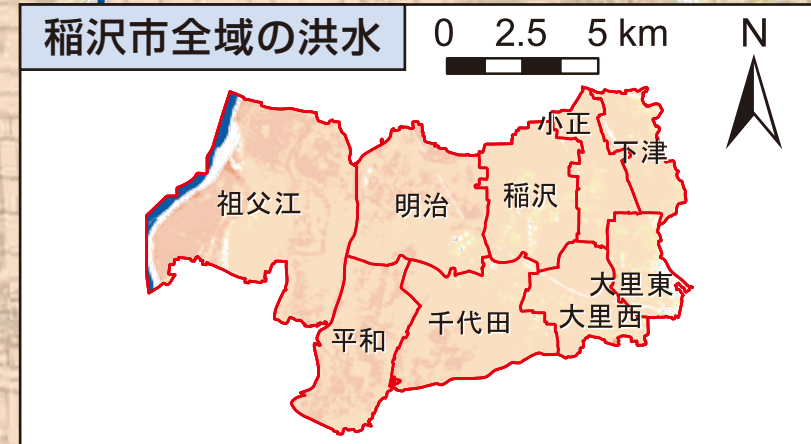 稲沢市全域の洪水
0 2.5 5 km
N
小正
下津
祖父江
明治
稲沢
大里東
千代田
大里西
平和